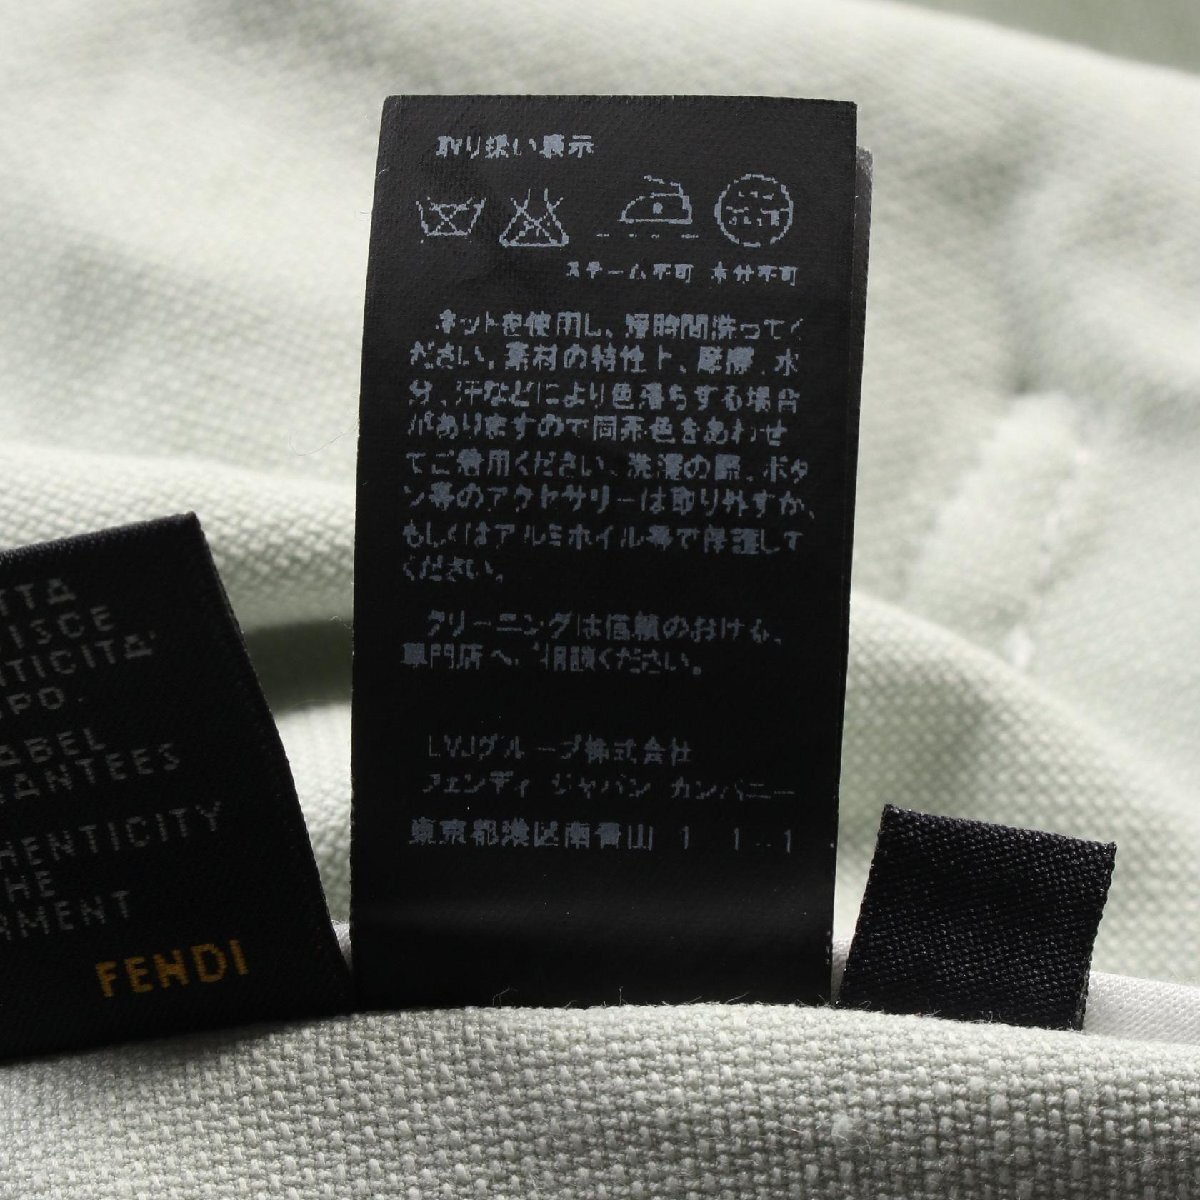 TTA
ISCE
NTICITÀ
PO.
ABEL
RANTEES
HENTICITY
HE
RMENT
FENDI
取り扱い表示
スチーム不可 水分不可
ネットを使用し、短時間洗ってく
ださい。素材の特性上、摩擦、水
分、汗などにより色落ちする場合
がありますので同系色をあわせ
てご着用ください。洗濯の際、ボタ
ン等のアクセサリーは取り外すか、
もしくはアルミホイル等で保護して
ください。
クリーニングは信頼のおける、
専門店へ、ご相談ください。
LVJグループ株式会社
フェンディ ジャパン カンパニー
東京都港区南青山 1 1 1